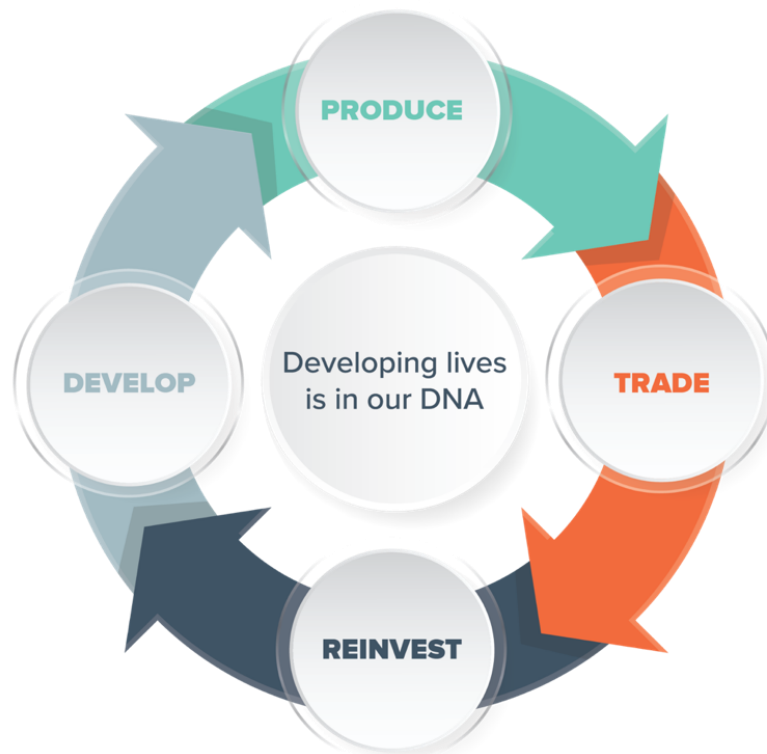 PRODUCE
Developing lives
is in our DNA
DEVELOP
TRADE
REINVEST